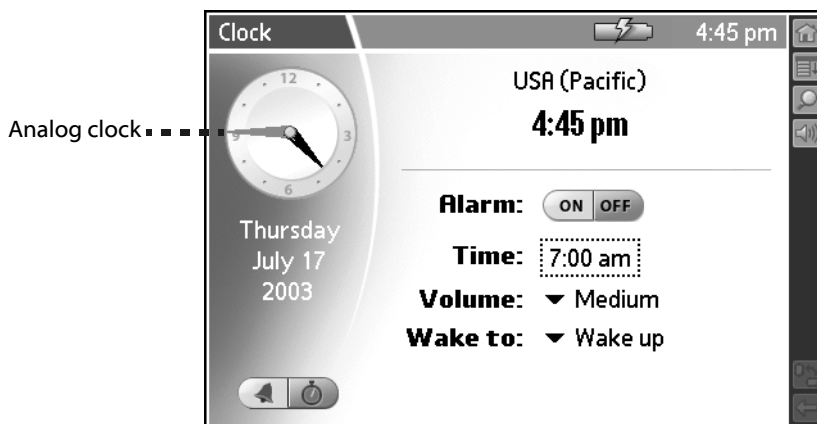 Clock
4:45 pm
Analog clock
12
3
6
9
Thursday
July 17
2003
USA (Pacific)
4:45 pm
Alarm: ON OFF
Time: 7:00 am
Volume: Medium
Wake to: Wake up